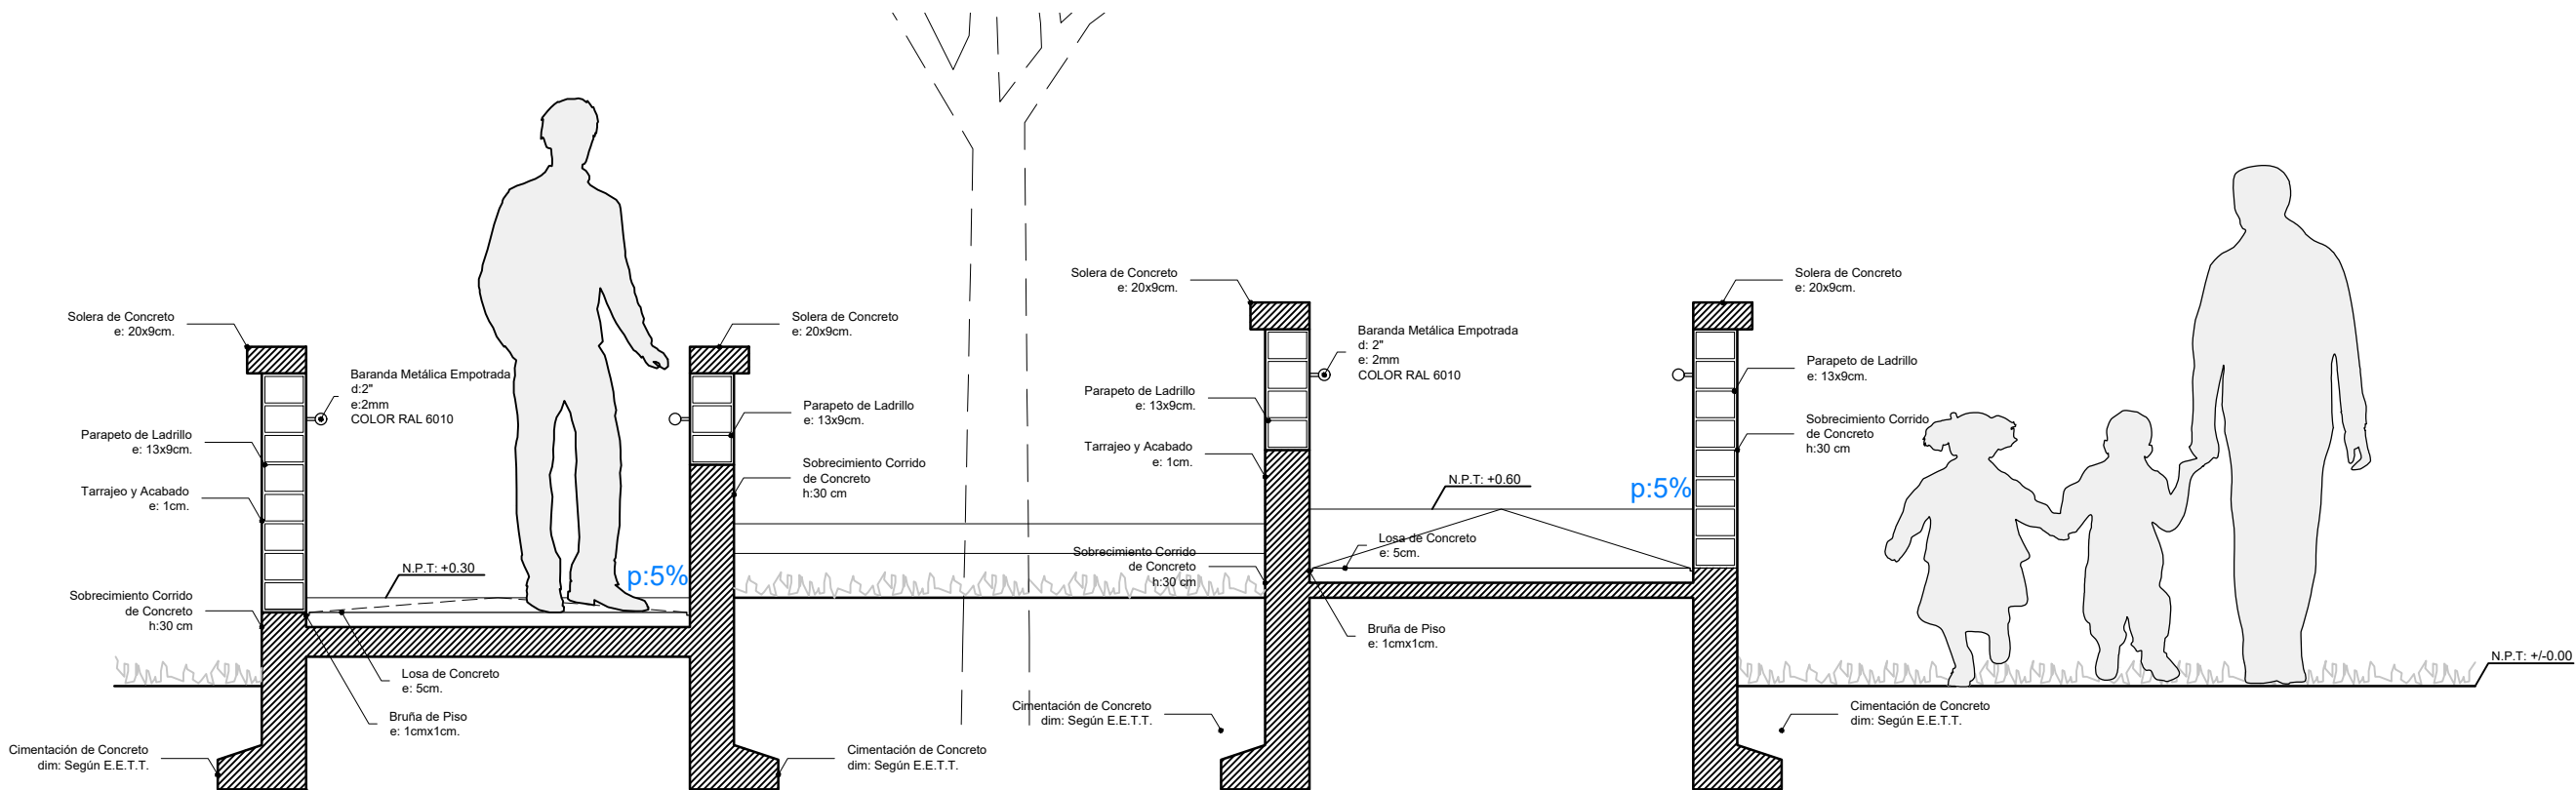 Solera de Concreto
e: 20x9cm.
Baranda Metálica Empotrada
d:2"
e:2mm
COLOR RAL 6010
Parapeto de Ladrillo
e: 13x9cm.
Tarrajeo y Acabado
e: 1cm.
N.P.T: +0.30
p:5%
Sobrecimiento Corrido
de Concreto
h:30 cm
Losa de Concreto
e: 5cm.
Bruña de Piso
e: 1cmx1cm.
Cimentación de Concreto
dim: Según E.E.T.T.
Solera de Concreto
e: 20x9cm.
Parapeto de Ladrillo
e: 13x9cm.
Sobrecimiento Corrido
de Concreto
h:30 cm
Cimentación de Concreto
dim: Según E.E.T.T.
Solera de Concreto
e: 20x9cm.
Baranda Metálica Empotrada
d: 2"
e: 2mm
COLOR RAL 6010
Parapeto de Ladrillo
e: 13x9cm.
Tarrajeo y Acabado
e: 1cm.
N.P.T: +0.60
p:5%
Sobrecimiento Corrido
de Concreto
h:30 cm
Losa de Concreto
e: 5cm.
Bruña de Piso
e: 1cmx1cm.
Cimentación de Concreto
dim: Según E.E.T.T.
Solera de Concreto
e: 20x9cm.
Parapeto de Ladrillo
e: 13x9cm.
Sobrecimiento Corrido
de Concreto
h:30 cm
N.P.T: +/-0.00
Cimentación de Concreto
dim: Según E.E.T.T.